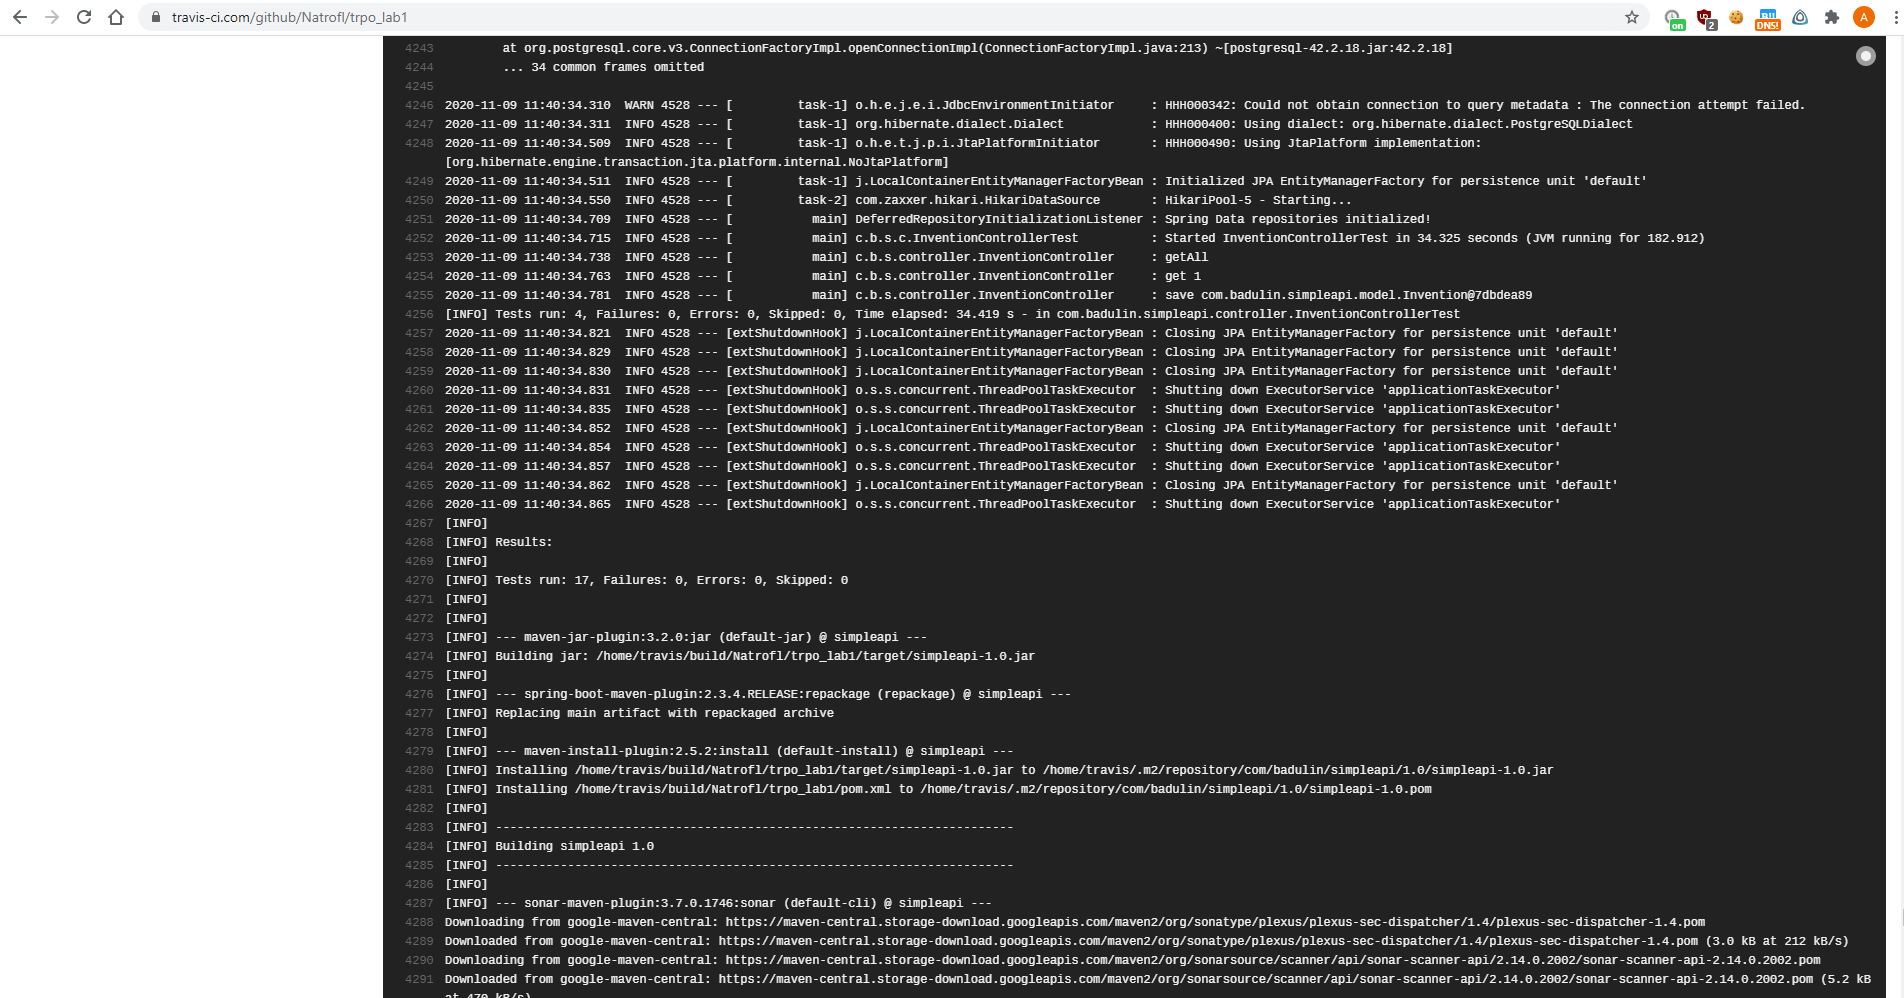 travis-ci.com/github/Natrofl/trpo_lab1
on
2
DNS!
A
4243 at org.postgresql.core.v3.ConnectionFactoryImpl.openConnectionImpl(ConnectionFactoryImpl.java:213) ~[postgresql-42.2.18.jar:42.2.18]
4244 ... 34 common frames omitted
4245
4246 2020-11-09 11:40:34.310 WARN 4528 --- [ task-1] o.h.e.j.e.i.JdbcEnvironmentInitiator : HHH000342: Could not obtain connection to query metadata : The connection attempt failed.
4247 2020-11-09 11:40:34.311 INFO 4528 --- [ task-1] org.hibernate.dialect.Dialect : HHH000400: Using dialect: org.hibernate.dialect.PostgreSQLDialect
4248 2020-11-09 11:40:34.509 INFO 4528 --- [ task-1] o.h.e.t.j.p.i.JtaPlatformInitiator : HHH000490: Using JtaPlatform implementation:
[org.hibernate.engine.transaction.jta.platform.internal.NoJtaPlatform]
4249 2020-11-09 11:40:34.511 INFO 4528 --- [ task-1] j.LocalContainerEntityManagerFactoryBean : Initialized JPA EntityManagerFactory for persistence unit 'default'
4250 2020-11-09 11:40:34.550 INFO 4528 --- [ task-2] com.zaxxer.hikari.HikariDataSource : HikariPool-5 - Starting...
4251 2020-11-09 11:40:34.709 INFO 4528 --- [ main] DeferredRepositoryInitializationListener : Spring Data repositories initialized!
4252 2020-11-09 11:40:34.715 INFO 4528 --- [ main] c.b.s.c.InventionControllerTest : Started InventionControllerTest in 34.325 seconds (JVM running for 182.912)
4253 2020-11-09 11:40:34.738 INFO 4528 --- [ main] c.b.s.controller.InventionController : getAll
4254 2020-11-09 11:40:34.763 INFO 4528 --- [ main] c.b.s.controller.InventionController : get 1
4255 2020-11-09 11:40:34.781 INFO 4528 --- [ main] c.b.s.controller.InventionController : save com.badulin.simpleapi.model.Invention@7dbdea89
4256 [INFO] Tests run: 4, Failures: 0, Errors: 0, Skipped: 0, Time elapsed: 34.419 s - in com.badulin.simpleapi.controller.InventionControllerTest
4257 2020-11-09 11:40:34.821 INFO 4528 --- [extShutdownHook] j.LocalContainerEntityManagerFactoryBean : Closing JPA EntityManagerFactory for persistence unit 'default'
4258 2020-11-09 11:40:34.829 INFO 4528 --- [extShutdownHook] j.LocalContainerEntityManagerFactoryBean : Closing JPA EntityManagerFactory for persistence unit 'default'
4259 2020-11-09 11:40:34.830 INFO 4528 --- [extShutdownHook] j.LocalContainerEntityManagerFactoryBean : Closing JPA EntityManagerFactory for persistence unit 'default'
4260 2020-11-09 11:40:34.831 INFO 4528 --- [extShutdownHook] o.s.s.concurrent.ThreadPoolTaskExecutor : Shutting down ExecutorService 'applicationTaskExecutor'
4261 2020-11-09 11:40:34.835 INFO 4528 --- [extShutdownHook] o.s.s.concurrent.ThreadPoolTaskExecutor : Shutting down ExecutorService 'applicationTaskExecutor'
4262 2020-11-09 11:40:34.852 INFO 4528 --- [extShutdownHook] j.LocalContainerEntityManagerFactoryBean : Closing JPA EntityManagerFactory for persistence unit 'default'
4263 2020-11-09 11:40:34.854 INFO 4528 --- [extShutdownHook] o.s.s.concurrent.ThreadPoolTaskExecutor : Shutting down ExecutorService 'applicationTaskExecutor'
4264 2020-11-09 11:40:34.857 INFO 4528 --- [extShutdownHook] o.s.s.concurrent.ThreadPoolTaskExecutor : Shutting down ExecutorService 'applicationTaskExecutor'
4265 2020-11-09 11:40:34.862 INFO 4528 --- [extShutdownHook] j.LocalContainerEntityManagerFactoryBean : Closing JPA EntityManagerFactory for persistence unit 'default'
4266 2020-11-09 11:40:34.865 INFO 4528 --- [extShutdownHook] o.s.s.concurrent.ThreadPoolTaskExecutor : Shutting down ExecutorService 'applicationTaskExecutor'
4267 [INFO]
4268 [INFO] Results:
4269 [INFO]
4270 [INFO] Tests run: 17, Failures: 0, Errors: 0, Skipped: 0
4271 [INFO]
4272 [INFO]
4273 [INFO] --- maven-jar-plugin:3.2.0:jar (default-jar) @ simpleapi ---
4274 [INFO] Building jar: /home/travis/build/Natrofl/trpo_lab1/target/simpleapi-1.0.jar
4275 [INFO]
4276 [INFO] --- spring-boot-maven-plugin:2.3.4.RELEASE:repackage (repackage) @ simpleapi ---
4277 [INFO] Replacing main artifact with repackaged archive
4278 [INFO]
4279 [INFO] --- maven-install-plugin:2.5.2:install (default-install) @ simpleapi ---
4280 [INFO] Installing /home/travis/build/Natrofl/trpo_lab1/target/simpleapi-1.0.jar to /home/travis/.m2/repository/com/badulin/simpleapi/1.0/simpleapi-1.0.jar
4281 [INFO] Installing /home/travis/build/Natrofl/trpo_lab1/pom.xml to /home/travis/.m2/repository/com/badulin/simpleapi/1.0/simpleapi-1.0.pom
4282 [INFO]
4283 [INFO] ------------------------------------------------------------------------
4284 [INFO] Building simpleapi 1.0
4285 [INFO] ------------------------------------------------------------------------
4286 [INFO]
4287 [INFO] --- sonar-maven-plugin:3.7.0.1746:sonar (default-cli) @ simpleapi ---
4288 Downloading from google-maven-central: https://maven-central.storage-download.googleapis.com/maven2/org/sonatype/plexus/plexus-sec-dispatcher/1.4/plexus-sec-dispatcher-1.4.pom
4289 Downloaded from google-maven-central: https://maven-central.storage-download.googleapis.com/maven2/org/sonatype/plexus/plexus-sec-dispatcher/1.4/plexus-sec-dispatcher-1.4.pom (3.0 kB at 212 kB/s)
4290 Downloading from google-maven-central: https://maven-central.storage-download.googleapis.com/maven2/org/sonarsource/scanner/api/sonar-scanner-api/2.14.0.2002/sonar-scanner-api-2.14.0.2002.pom
4291 Downloaded from google-maven-central: https://maven-central.storage-download.googleapis.com/maven2/org/sonarsource/scanner/api/sonar-scanner-api/2.14.0.2002/sonar-scanner-api-2.14.0.2002.pom (5.2 kB
at 470 kB/s)